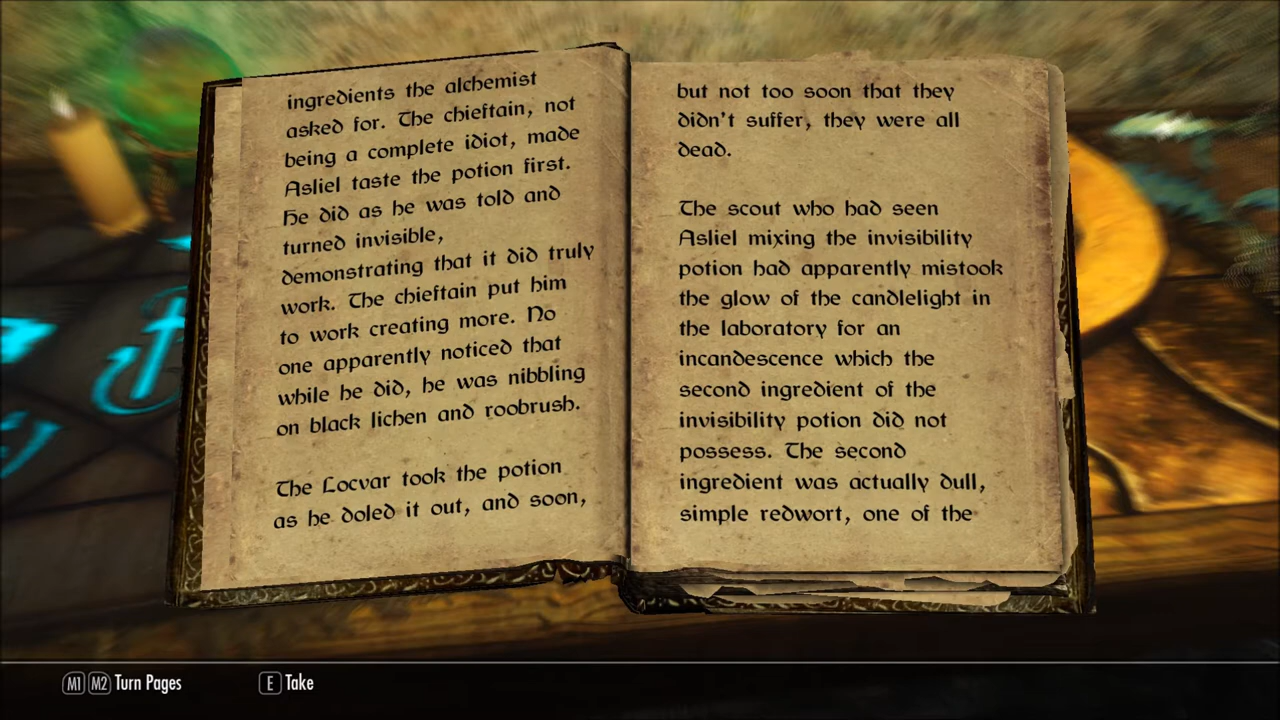 ingredients the alchemist
asked for. The chieftain, not
being a complete idiot, made
Asliel taste the potion first.
He did as he was told and
turned invisible,
demonstrating that it did truly
work. The chieftain put him
to work creating more. No
one apparently noticed that
while he did, he was nibbling
on black lichen and roobrush.
The Locvar took the potion
as he doled it out, and soon,
but not too soon that they
didn't suffer, they were all
dead.
The scout who had seen
Asliel mixing the invisibility
potion had apparently mistook
the glow of the candlelight in
the laboratory for an
incandescence which the
second ingredient of the
invisibility potion did not
possess. The second
ingredient was actually dull,
simple redwort, one of the
M1 M2 Turn Pages
E Take